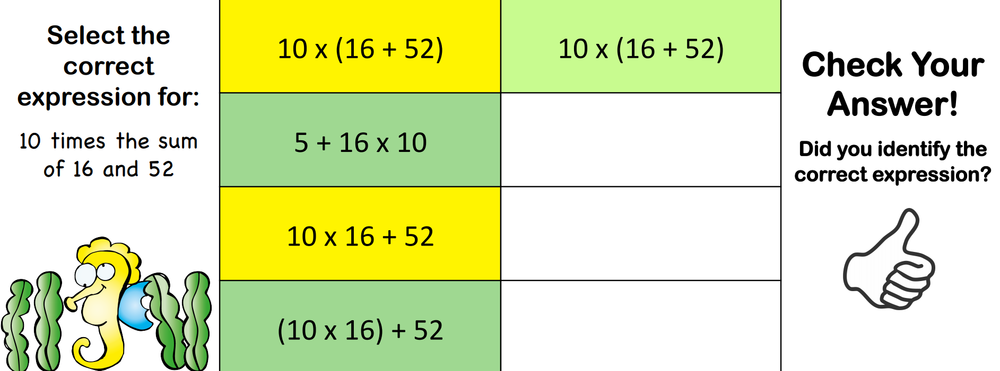 Select the
correct
expression for:
10 times the sum
of 16 and 52
10 x (16 + 52)
10 x (16 + 52)
5 + 16 x 10
10 x 16 + 52
(10 x 16) + 52
Check Your
Answer!
Did you identify the
correct expression?